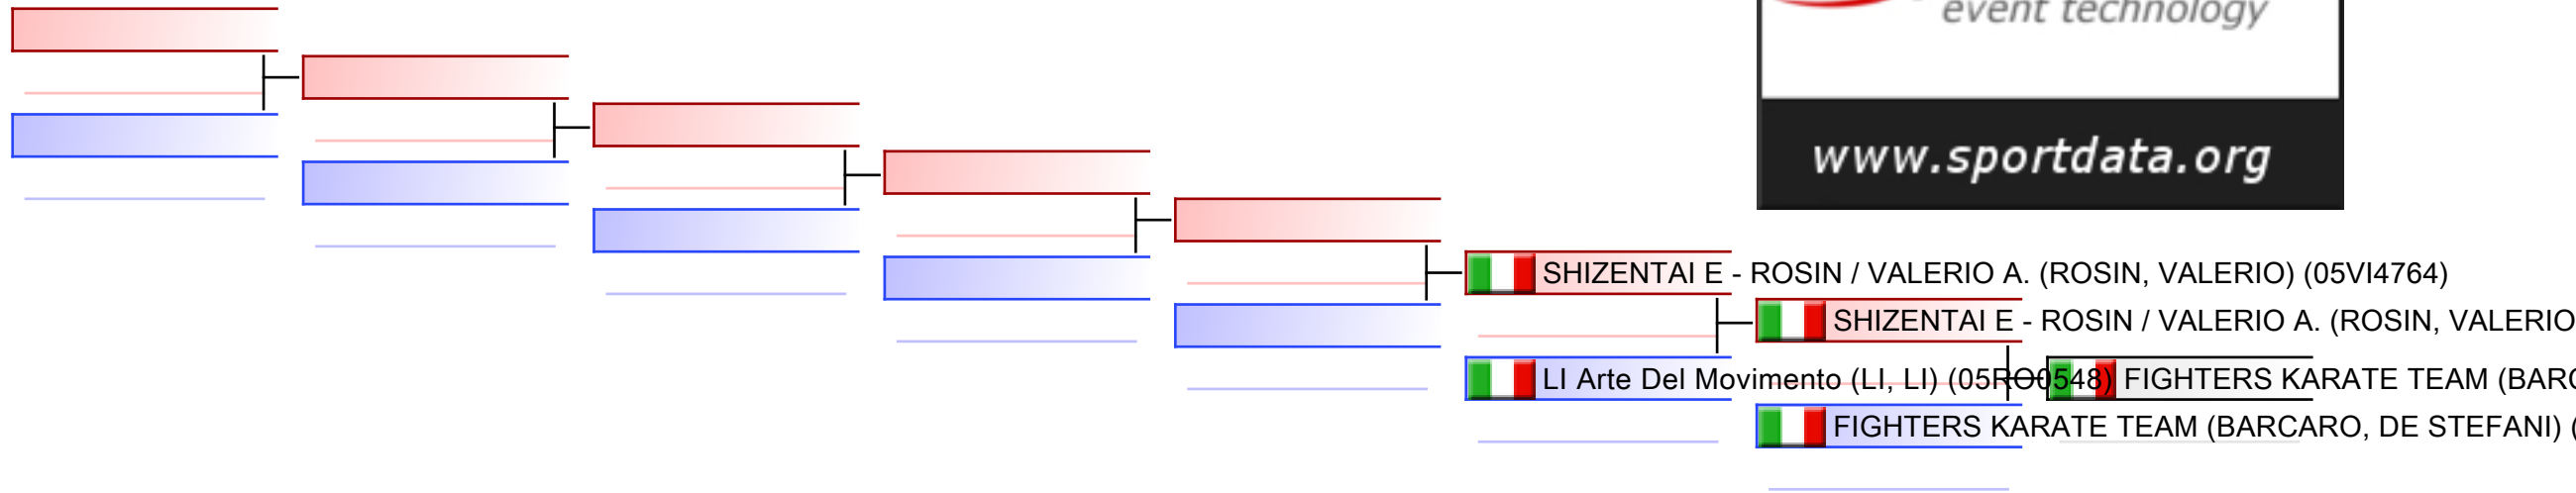 event technology
www.sportdata.org
SHIZENTAI E - ROSIN / VALERIO A. (ROSIN, VALERIO) (05VI4764)
SHIZENTAI E - ROSIN / VALERIO A. (ROSIN, VALERIO
LI Arte Del Movimento (LI, LI) (05RO0548)
FIGHTERS KARATE TEAM (BARC
FIGHTERS KARATE TEAM (BARCARO, DE STEFANI) (